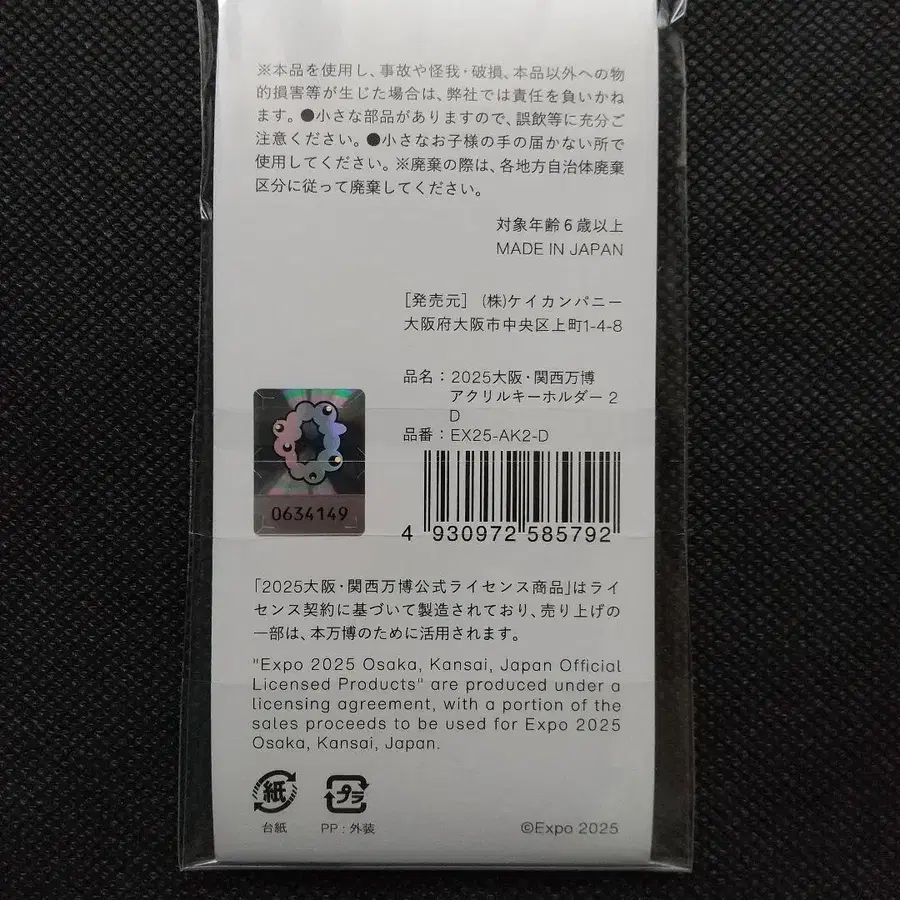 ※本品を使用し、事故や怪我・破損、本品以外への物
的損害等が生じた場合は、弊社では責任を負いかね
ます。●小さな部品がありますので、誤飲等に充分ご
注意ください。●小さなお子様の手の届かない所で
使用してください。※廃棄の際は、各地方自治体廃棄
区分に従って廃棄してください。
対象年齢6歳以上
MADE IN JAPAN
[発売元] (株)ケイカンパニー
大阪府大阪市中央区上町1-4-8
品名:2025大阪・関西万博
アクリルキーホルダー2
D
品番:EX25-AK2-D
0634149
4 930972 585792
「2025大阪・関西万博公式ライセンス商品」はライ
センス契約に基づいて製造されており、売り上げの
一部は、本万博のために活用されます。
"Expo 2025 Osaka, Kansai, Japan Official
Licensed Products" are produced under a
licensing agreement, with a portion of the
sales proceeds to be used for Expo 2025
Osaka, Kansai, Japan.
紙 プラ
台紙 PP:外装
©Expo 2025